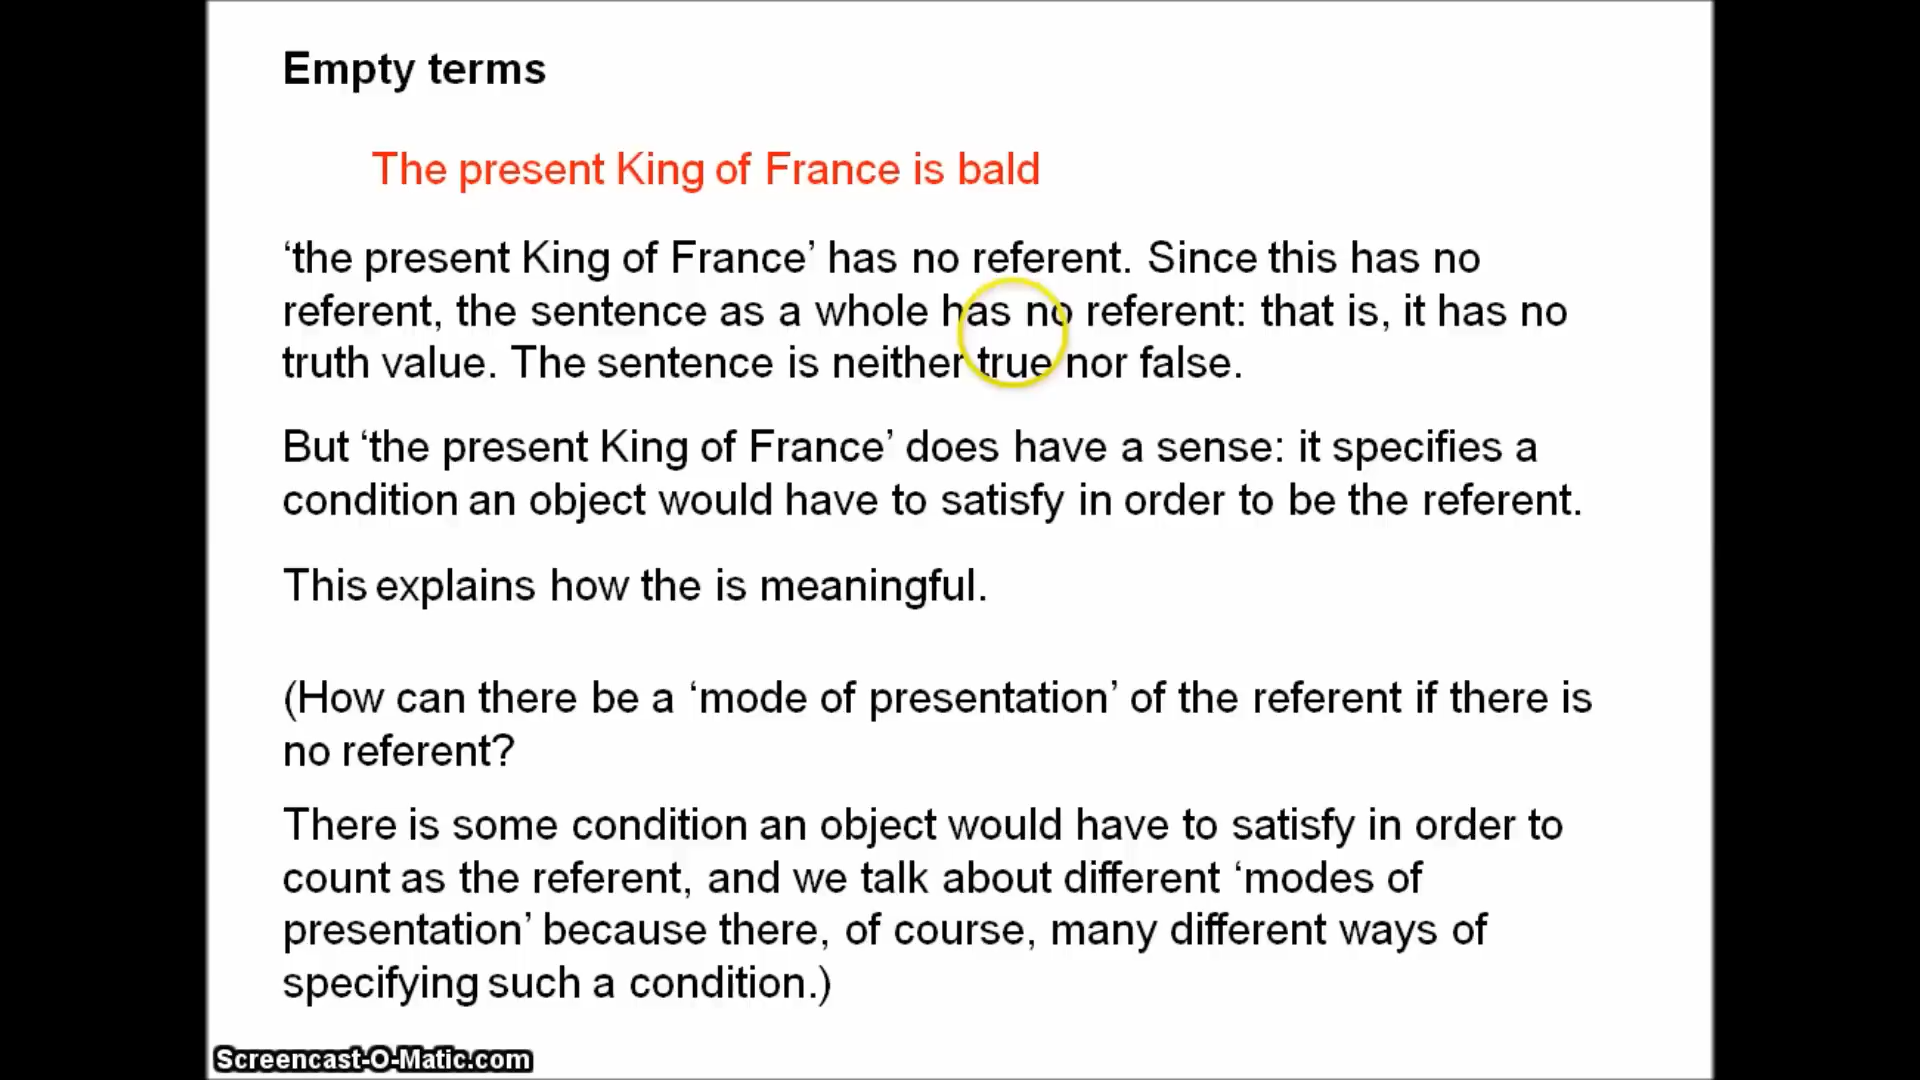 Empty terms
The present King of France is bald
‘the present King of France’ has no referent. Since this has no
referent, the sentence as a whole has no referent: that is, it has no
truth value. The sentence is neither true nor false.
But ‘the present King of France’ does have a sense: it specifies a
condition an object would have to satisfy in order to be the referent.
This explains how the is meaningful.
(How can there be a ‘mode of presentation’ of the referent if there is
no referent?
There is some condition an object would have to satisfy in order to
count as the referent, and we talk about different ‘modes of
presentation’ because there, of course, many different ways of
specifying such a condition.)
Screencast-O-Matic.com